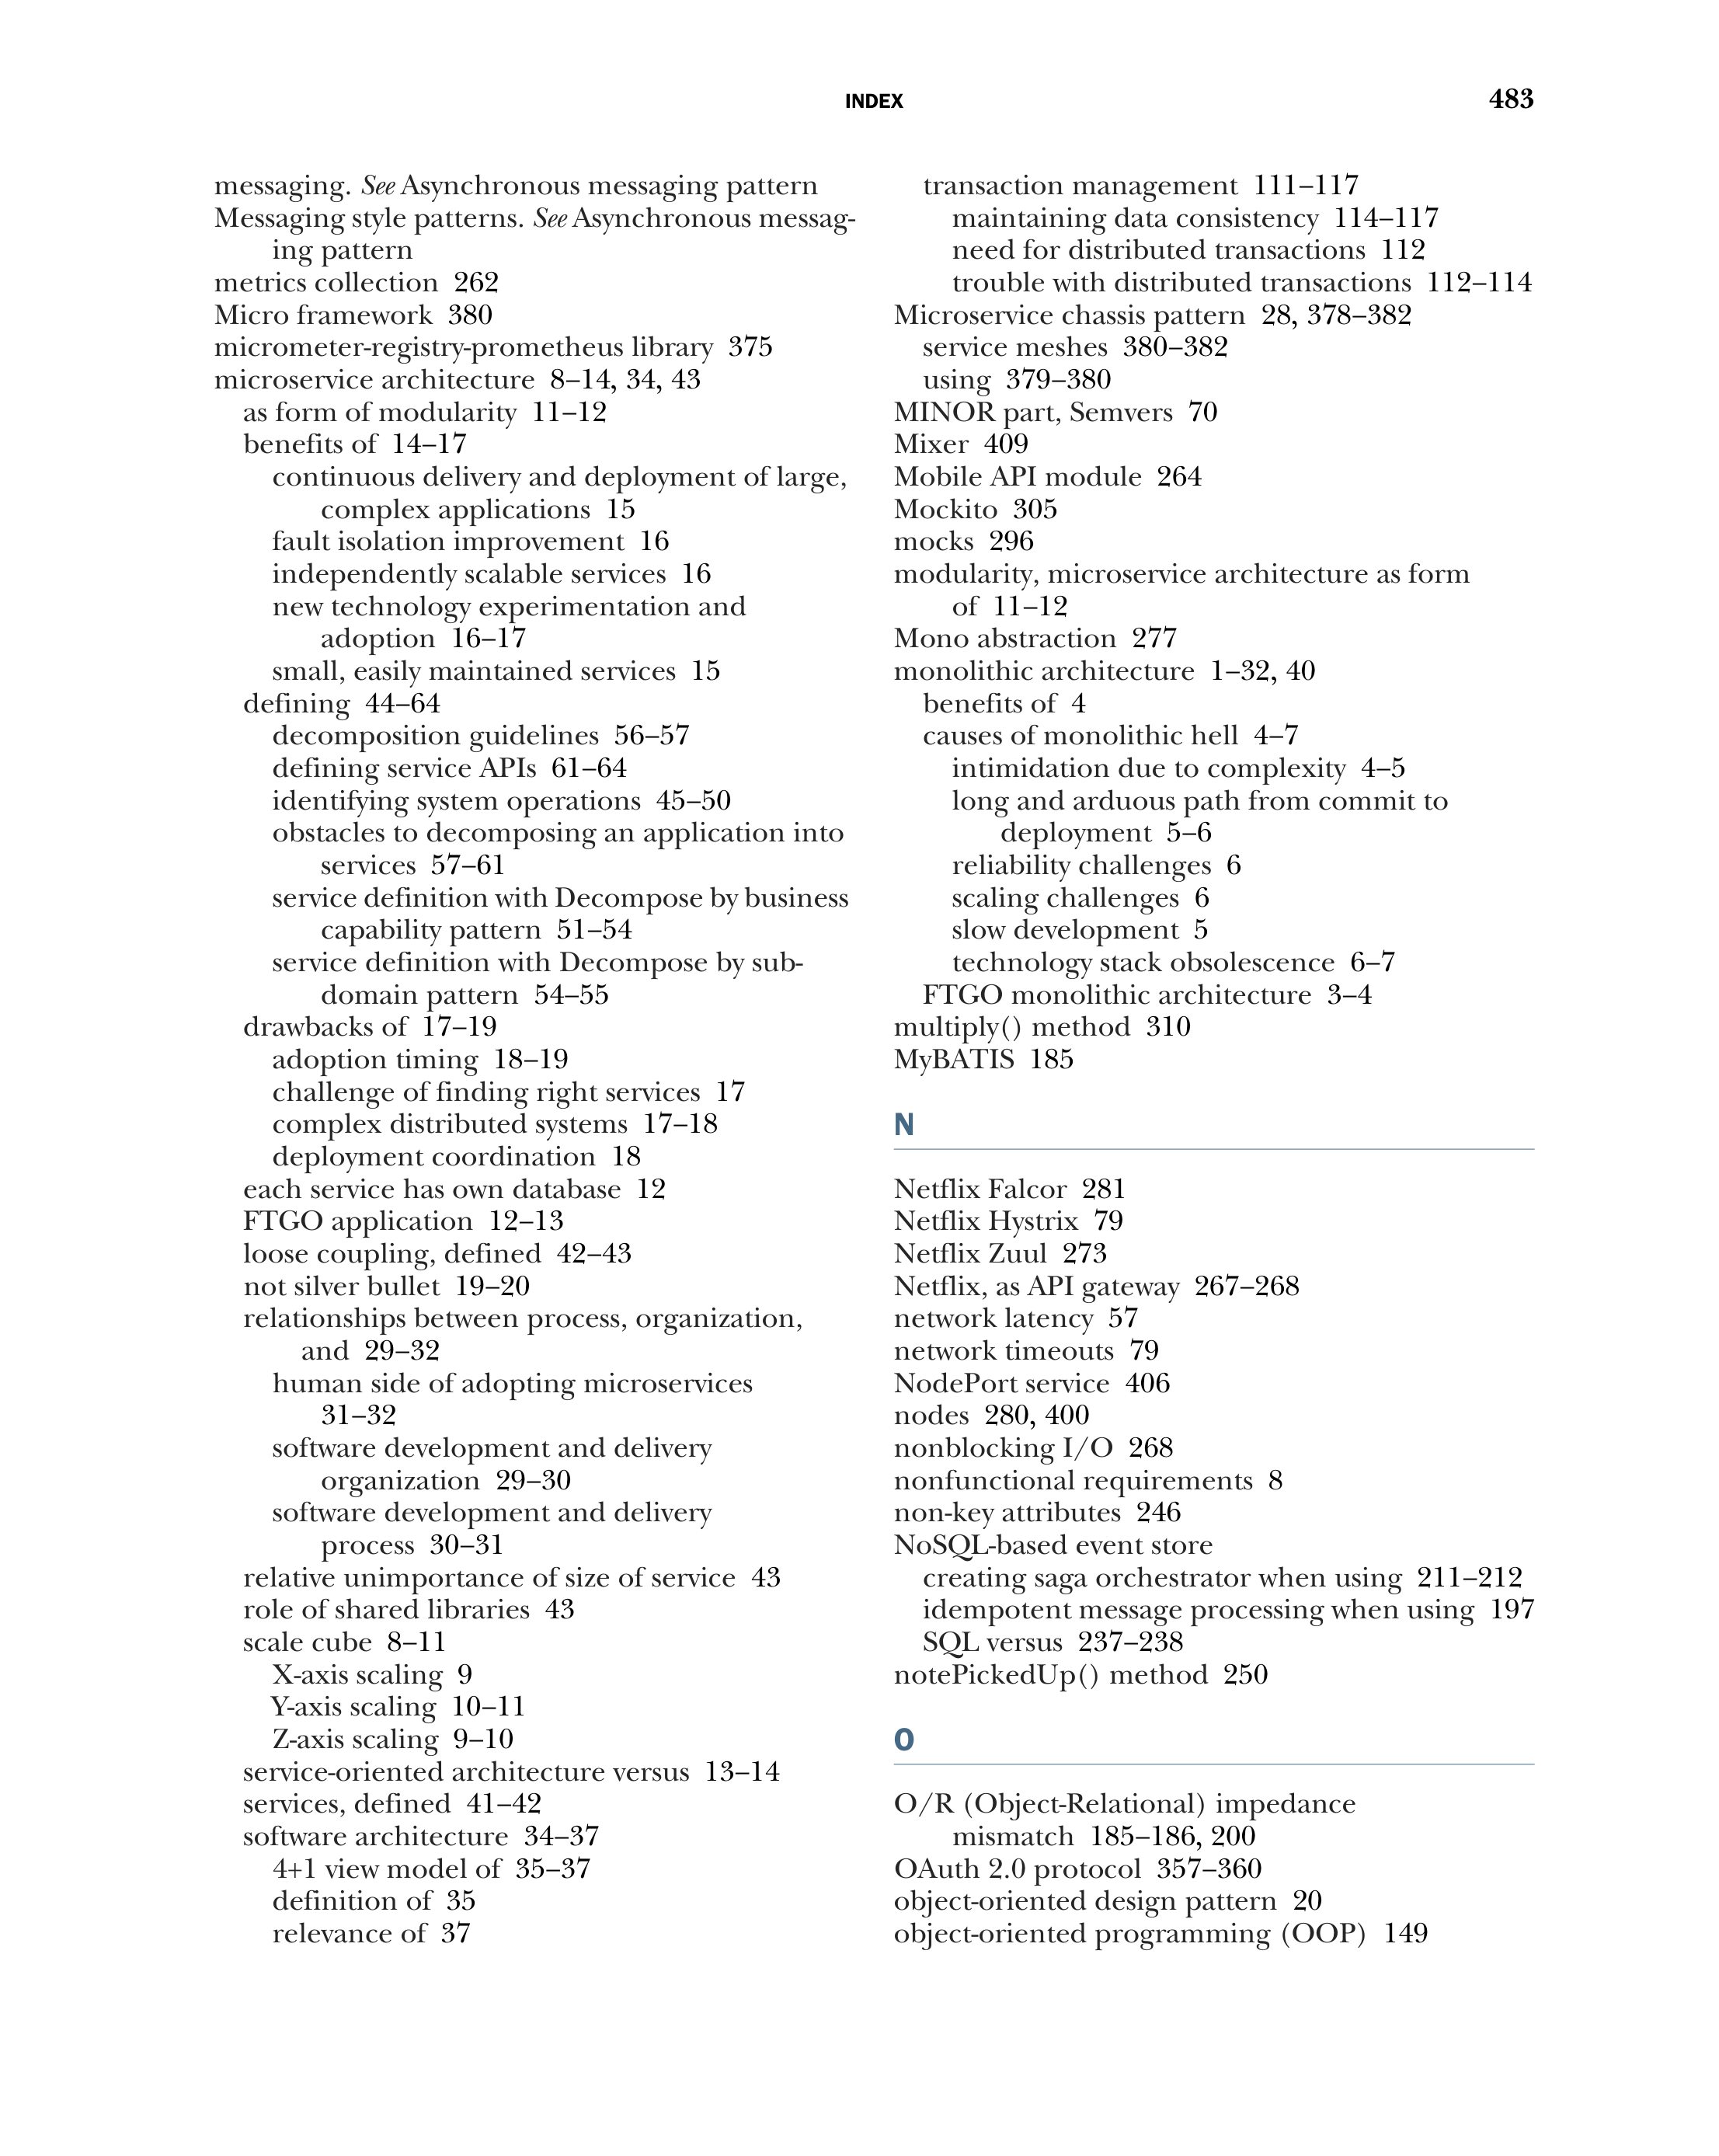 INDEX
483
messaging. See Asynchronous messaging pattern
Messaging style patterns. See Asynchronous messag-
ing pattern
metrics collection 262
Micro framework 380
micrometer-registry-prometheus library 375
microservice architecture 8–14, 34, 43
as form of modularity 11–12
benefits of 14–17
continuous delivery and deployment of large,
complex applications 15
fault isolation improvement 16
independently scalable services 16
new technology experimentation and
adoption 16–17
small, easily maintained services 15
defining 44–64
decomposition guidelines 56–57
defining service APIs 61–64
identifying system operations 45–50
obstacles to decomposing an application into
services 57–61
service definition with Decompose by business
capability pattern 51–54
service definition with Decompose by sub-
domain pattern 54–55
drawbacks of 17–19
adoption timing 18–19
challenge of finding right services 17
complex distributed systems 17–18
deployment coordination 18
each service has own database 12
FTGO application 12–13
loose coupling, defined 42–43
not silver bullet 19–20
relationships between process, organization,
and 29–32
human side of adopting microservices
31–32
software development and delivery
organization 29–30
software development and delivery
process 30–31
relative unimportance of size of service 43
role of shared libraries 43
scale cube 8–11
X-axis scaling 9
Y-axis scaling 10–11
Z-axis scaling 9–10
service-oriented architecture versus 13–14
services, defined 41–42
software architecture 34–37
4+1 view model of 35–37
definition of 35
relevance of 37
transaction management 111–117
maintaining data consistency 114–117
need for distributed transactions 112
trouble with distributed transactions 112–114
Microservice chassis pattern 28, 378–382
service meshes 380–382
using 379–380
MINOR part, Semvers 70
Mixer 409
Mobile API module 264
Mockito 305
mocks 296
modularity, microservice architecture as form
of 11–12
Mono abstraction 277
monolithic architecture 1–32, 40
benefits of 4
causes of monolithic hell 4–7
intimidation due to complexity 4–5
long and arduous path from commit to
deployment 5–6
reliability challenges 6
scaling challenges 6
slow development 5
technology stack obsolescence 6–7
FTGO monolithic architecture 3–4
multiply() method 310
MyBATIS 185
N
Netflix Falcor 281
Netflix Hystrix 79
Netflix Zuul 273
Netflix, as API gateway 267–268
network latency 57
network timeouts 79
NodePort service 406
nodes 280, 400
nonblocking I/O 268
nonfunctional requirements 8
non-key attributes 246
NoSQL-based event store
creating saga orchestrator when using 211–212
idempotent message processing when using 197
SQL versus 237–238
notePickedUp() method 250
O
O/R (Object-Relational) impedance
mismatch 185–186, 200
OAuth 2.0 protocol 357–360
object-oriented design pattern 20
object-oriented programming (OOP) 149